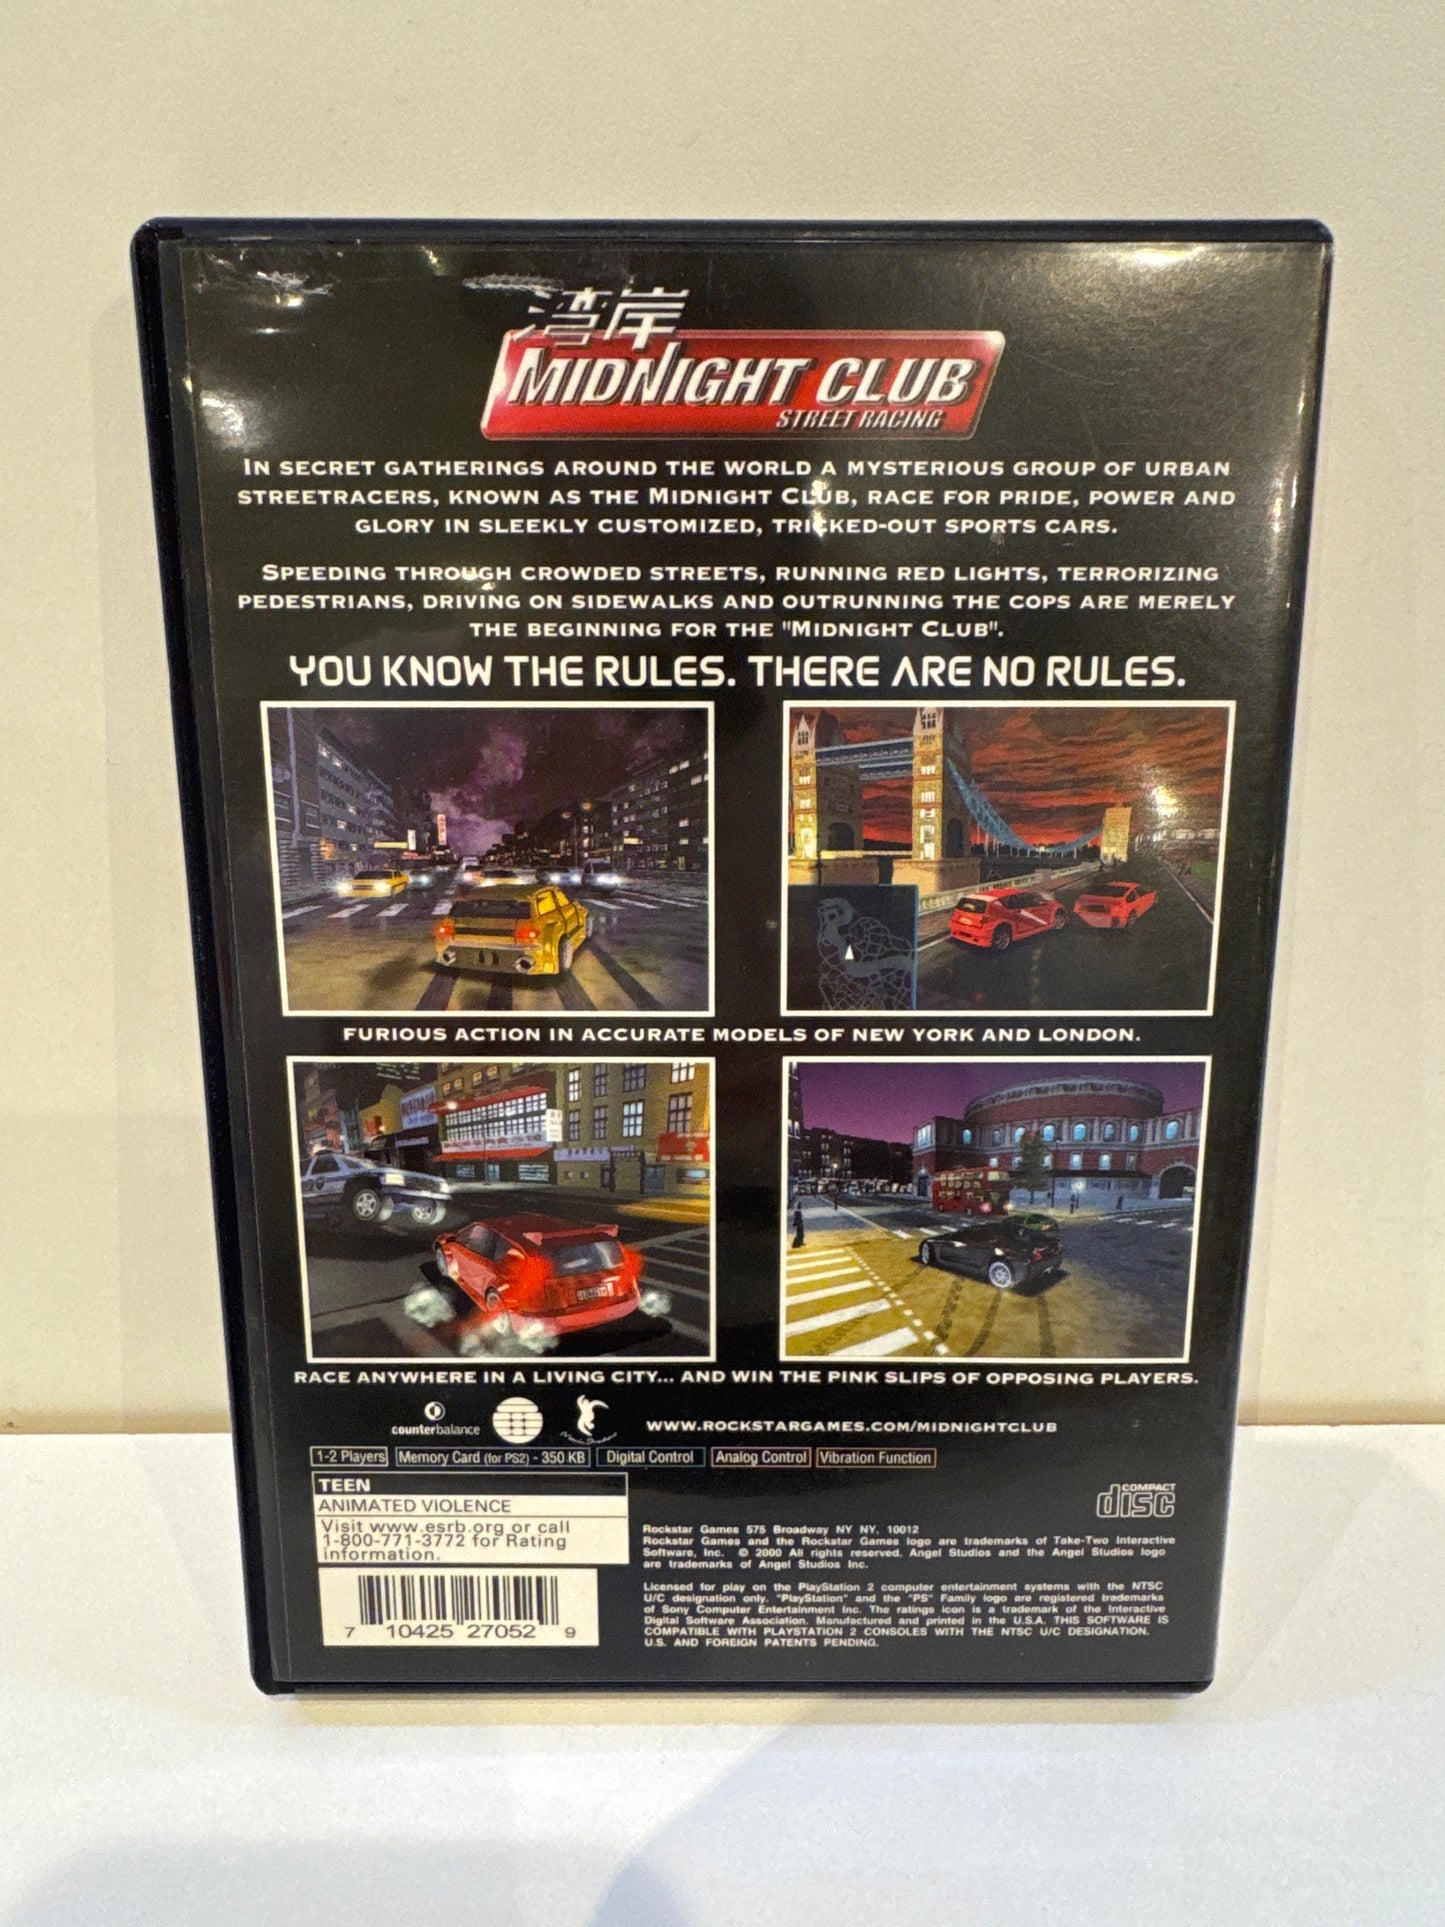 湾岸
MIDNIGHT CLUB
STREET RACING
IN SECRET GATHERINGS AROUND THE WORLD A MYSTERIOUS GROUP OF URBAN
STREETRACERS, KNOWN AS THE MIDNIGHT CLUB, RACE FOR PRIDE, POWER AND
GLORY IN SLEEKLY CUSTOMIZED, TRICKED-OUT SPORTS CARS.
SPEEDING THROUGH CROWDED STREETS, RUNNING RED LIGHTS, TERRORIZING
PEDESTRIANS, DRIVING ON SIDEWALKS AND OUTRUNNING THE COPS ARE MERELY
THE BEGINNING FOR THE "MIDNIGHT CLUB".
YOU KNOW THE RULES. THERE ARE NO RULES.
FURIOUS ACTION IN ACCURATE MODELS OF NEW YORK AND LONDON.
RACE ANYWHERE IN A LIVING CITY... AND WIN THE PINK SLIPS OF OPPOSING PLAYERS.
counterbalance
WWW.ROCKSTARGAMES.COM/MIDNIGHTCLUB
1-2 Players Memory Card (for PS2) - 350 KB Digital Control Analog Control Vibration Function
TEEN
ANIMATED VIOLENCE
Visit www.esrb.org or call
1-800-771-3772 for Rating
information.
7 10425 27052 9
COMPACT
disc
Rockstar Games 575 Broadway NY NY, 10012
Rockstar Games and the Rockstar Games logo are trademarks of Take-Two Interactive
Software, Inc. © 2000 All rights reserved. Angel Studios and the Angel Studios logo
are trademarks of Angel Studios Inc.
Licensed for play on the PlayStation 2 computer entertainment systems with the NTSC
U/C designation only. "PlayStation" and the "PS" Family logo are registered trademarks
of Sony Computer Entertainment Inc. The ratings icon is a trademark of the Interactive
Digital Software Association. Manufactured and printed in the U.S.A. THIS SOFTWARE IS
COMPATIBLE WITH PLAYSTATION 2 CONSOLES WITH THE NTSC U/C DESIGNATION.
U.S. AND FOREIGN PATENTS PENDING.